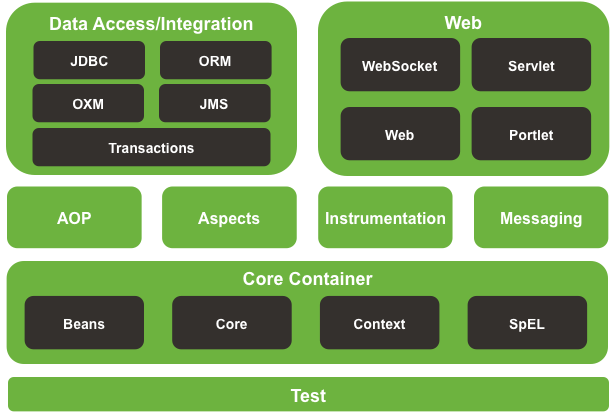 Data Access/Integration
JDBC
ORM
OXM
JMS
Transactions
Web
WebSocket
Servlet
Web
Portlet
AOP
Aspects
Instrumentation
Messaging
Core Container
Beans
Core
Context
SpEL
Test